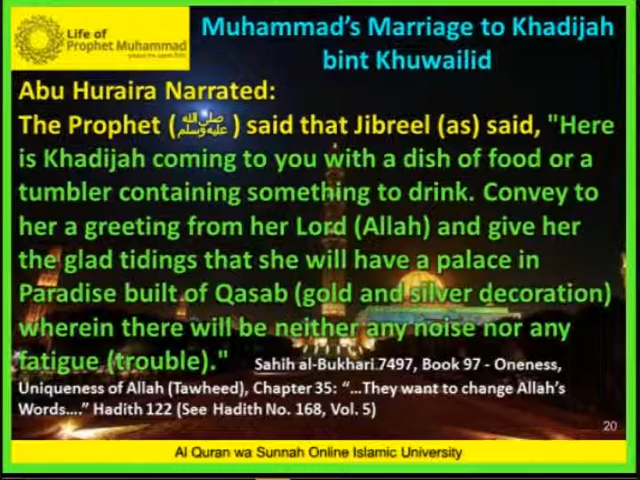 Life of
Prophet Muhammad
Muhammad's Marriage to Khadijah
bint Khuwailid
Abu Huraira Narrated:
The Prophet (ﷺ) said that Jibreel (as) said, "Here
is Khadijah coming to you with a dish of food or a
tumbler containing something to drink. Convey to
her a greeting from her Lord (Allah) and give her
the glad tidings that she will have a palace in
Paradise built of Qasab (gold and silver decoration)
wherein there will be neither any noise nor any
fatigue (trouble)." Sahih al-Bukhari 7497, Book 97 - Oneness,
Uniqueness of Allah (Tawheed), Chapter 35: "...They want to change Allah's
Words...." Hadith 122 (See Hadith No. 168, Vol. 5)
20
Al Quran wa Sunnah Online Islamic University